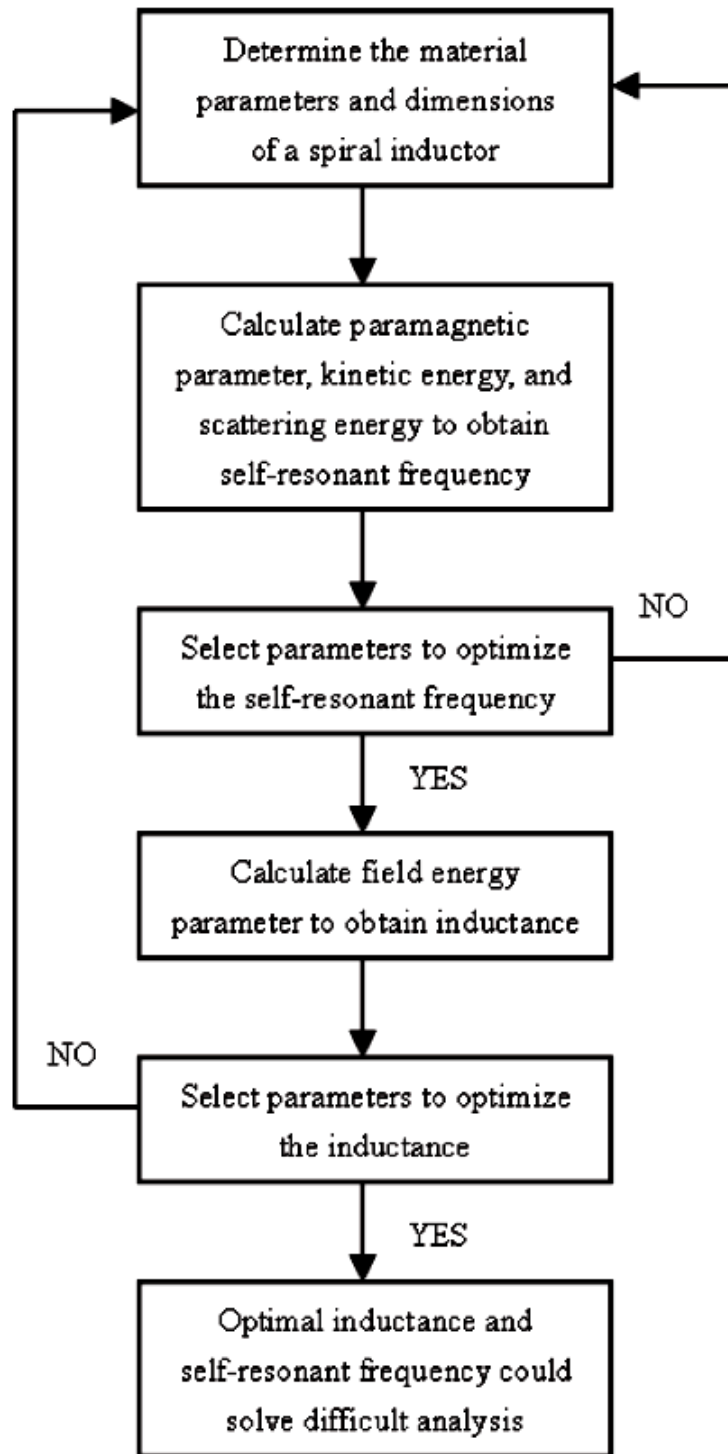 Determine the material
parameters and dimensions
of a spiral inductor
Calculate paramagnetic
parameter, kinetic energy, and
scattering energy to obtain
self-resonant frequency
NO
Select parameters to optimize
the self-resonant frequency
YES
Calculate field energy
parameter to obtain inductance
NO
Select parameters to optimize
the inductance
YES
Optimal inductance and
self-resonant frequency could
solve difficult analysis